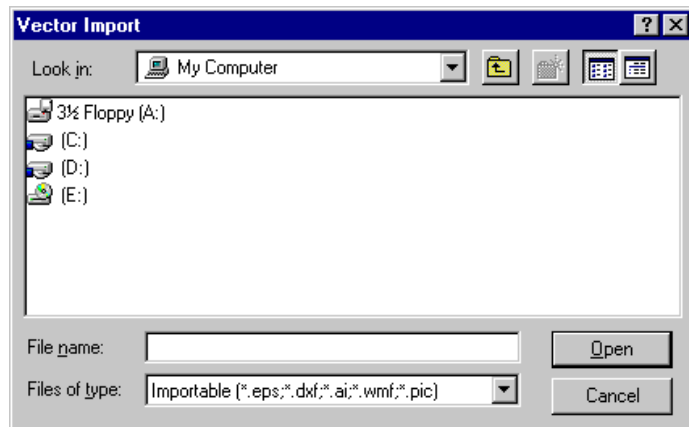 Vector Import
Look in: My Computer
3½ Floppy (A:)
(C:)
(D:)
(E:)
File name: Open
Files of type: Importable (*.eps;*.dxf;*.ai;*.wmf;*.pic) Cancel